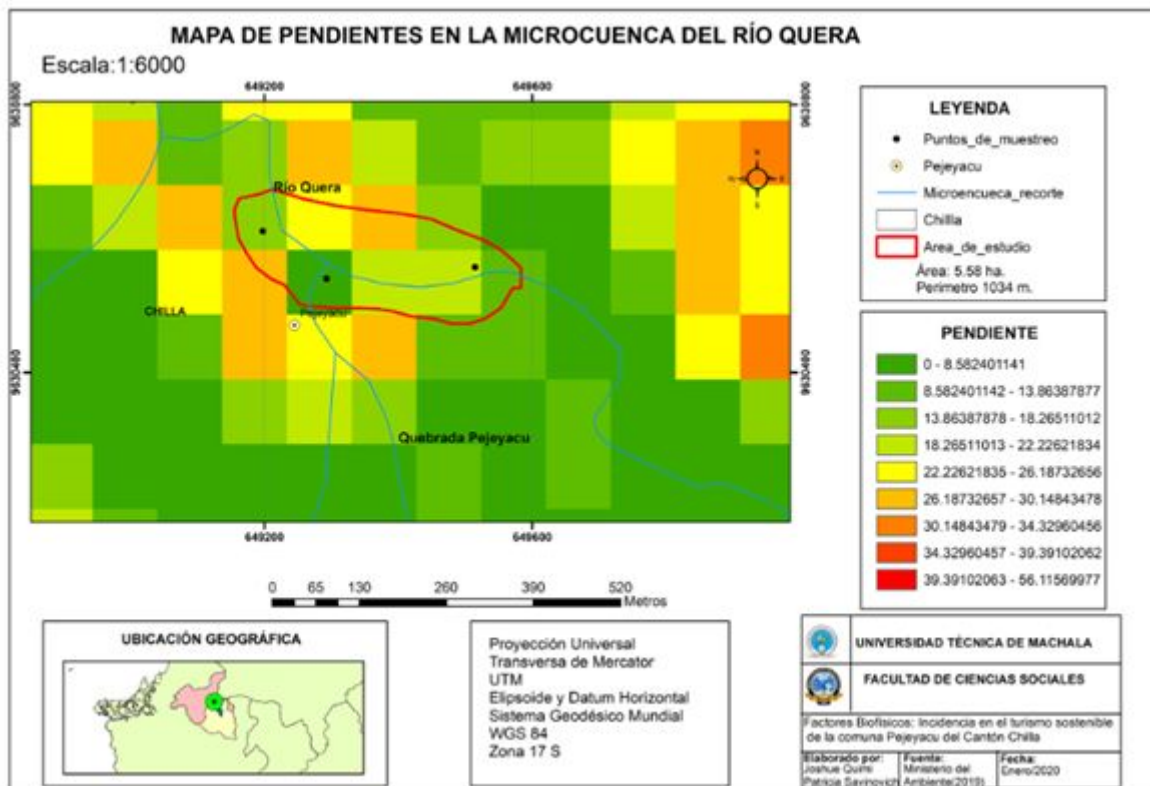 MAPA DE PENDIENTES EN LA MICROCUENCA DEL RÍO QUERA
Escala:1:6000
649200
649600
9630800
9630800
Río Quera
CHILLA
Pejeyacu
Quebrada Pejeyacu
9630400
9630400
649200
649600
N
S
E
0 65 130 260 390 520
Metros
LEYENDA
Puntos_de_muestreo
Pejeyacu
Microencueca_recorte
Chillla
Area_de_estudio
Área: 5.58 ha.
Perimetro 1034 m.
PENDIENTE
0 - 8.582401141
8.582401142 - 13.86387877
13.86387878 - 18.26511012
18.26511013 - 22.22621834
22.22621835 - 26.18732656
26.18732657 - 30.14843478
30.14843479 - 34.32960456
34.32960457 - 39.39102062
39.39102063 - 56.11569977
UBICACIÓN GEOGRÁFICA
Proyección Universal
Transversa de Mercator
UTM
Elipsoide y Datum Horizontal
Sistema Geodésico Mundial
WGS 84
Zona 17 S
UNIVERSIDAD TÉCNICA DE MACHALA
FACULTAD DE CIENCIAS SOCIALES
Factores Biofísicos: Incidencia en el turismo sostenible
de la comuna Pejeyacu del Cantón Chilla
Elaborado por:
Joshue Quimi
Patricia Savinovich
Fuente:
Ministerio del
Ambiente(2019)
Fecha:
Enero/2020